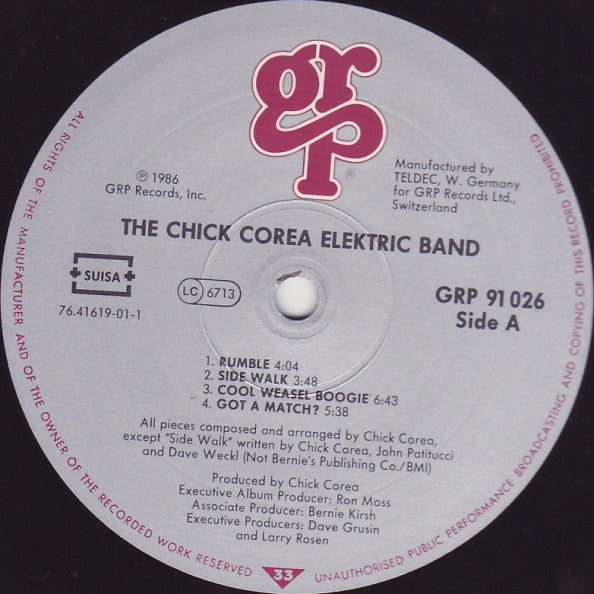 grp
®
℗ 1986
GRP Records, Inc.
Manufactured by
TELDEC, W. Germany
for GRP Records Ltd.,
Switzerland
THE CHICK COREA ELEKTRIC BAND
SUISA
76.41619-01-1
LC 6713
GRP 91 026
Side A
1. RUMBLE 4:04
2. SIDE WALK 3:48
3. COOL WEASEL BOOGIE 6:43
4. GOT A MATCH? 5:38
All pieces composed and arranged by Chick Corea,
except "Side Walk" written by Chick Corea, John Patitucci
and Dave Weckl (Not Bernie's Publishing Co./BMI)
Produced by Chick Corea
Executive Album Producer: Ron Moss
Associate Producer: Bernie Kirsh
Executive Producers: Dave Grusin
and Larry Rosen
33
ALL RIGHTS OF THE MANUFACTURER AND OF THE OWNER OF THE RECORDED WORK RESERVED
UNAUTHORISED PUBLIC PERFORMANCE BROADCASTING AND COPYING OF THIS RECORD PROHIBITED